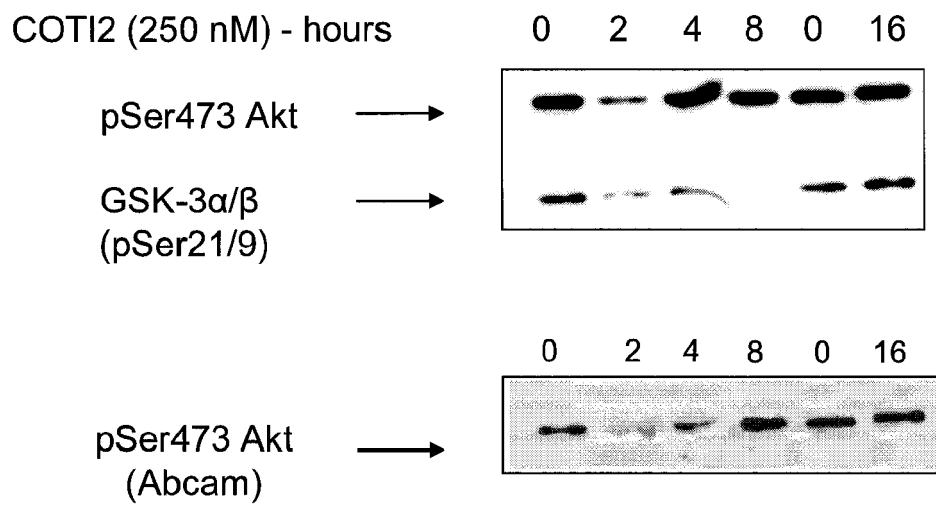 COTI2 (250 nM) - hours 0 2 4 8 0 16
pSer473 Akt
GSK-3α/β
(pSer21/9)
0 2 4 8 0 16
pSer473 Akt
(Abcam)